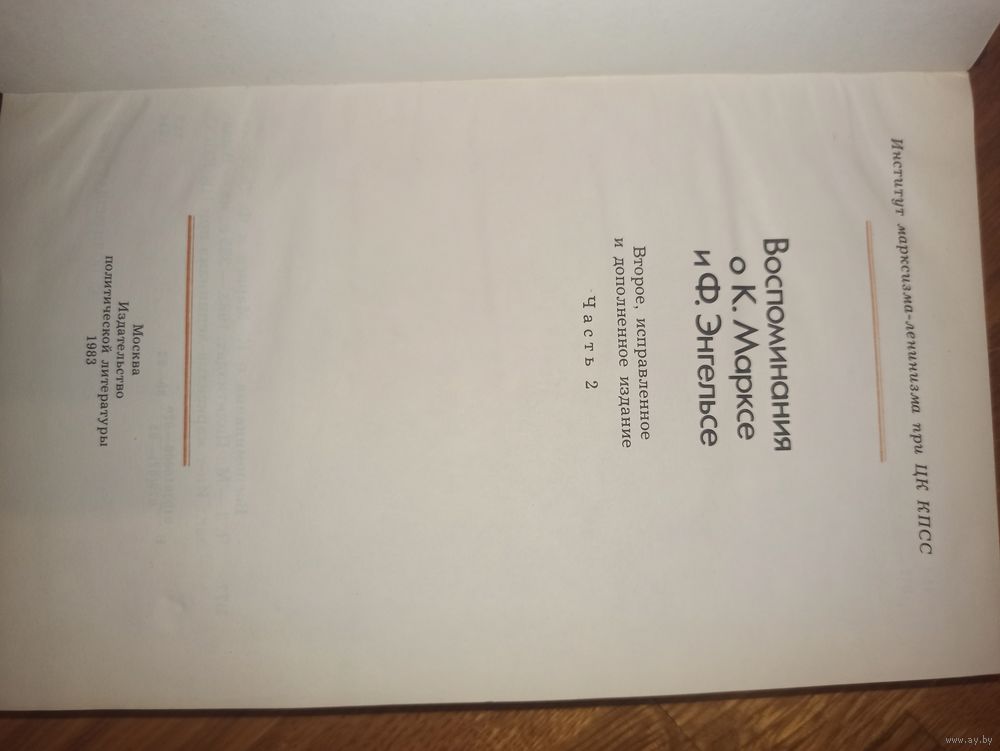 Институт марксизма-ленинизма при ЦК КПСС
Воспоминания
о К. Марксе
и Ф. Энгельсе
Второе, исправленное
и дополненное издание
Часть 2
Москва
Издательство
политической литературы
1983
www.ay.by